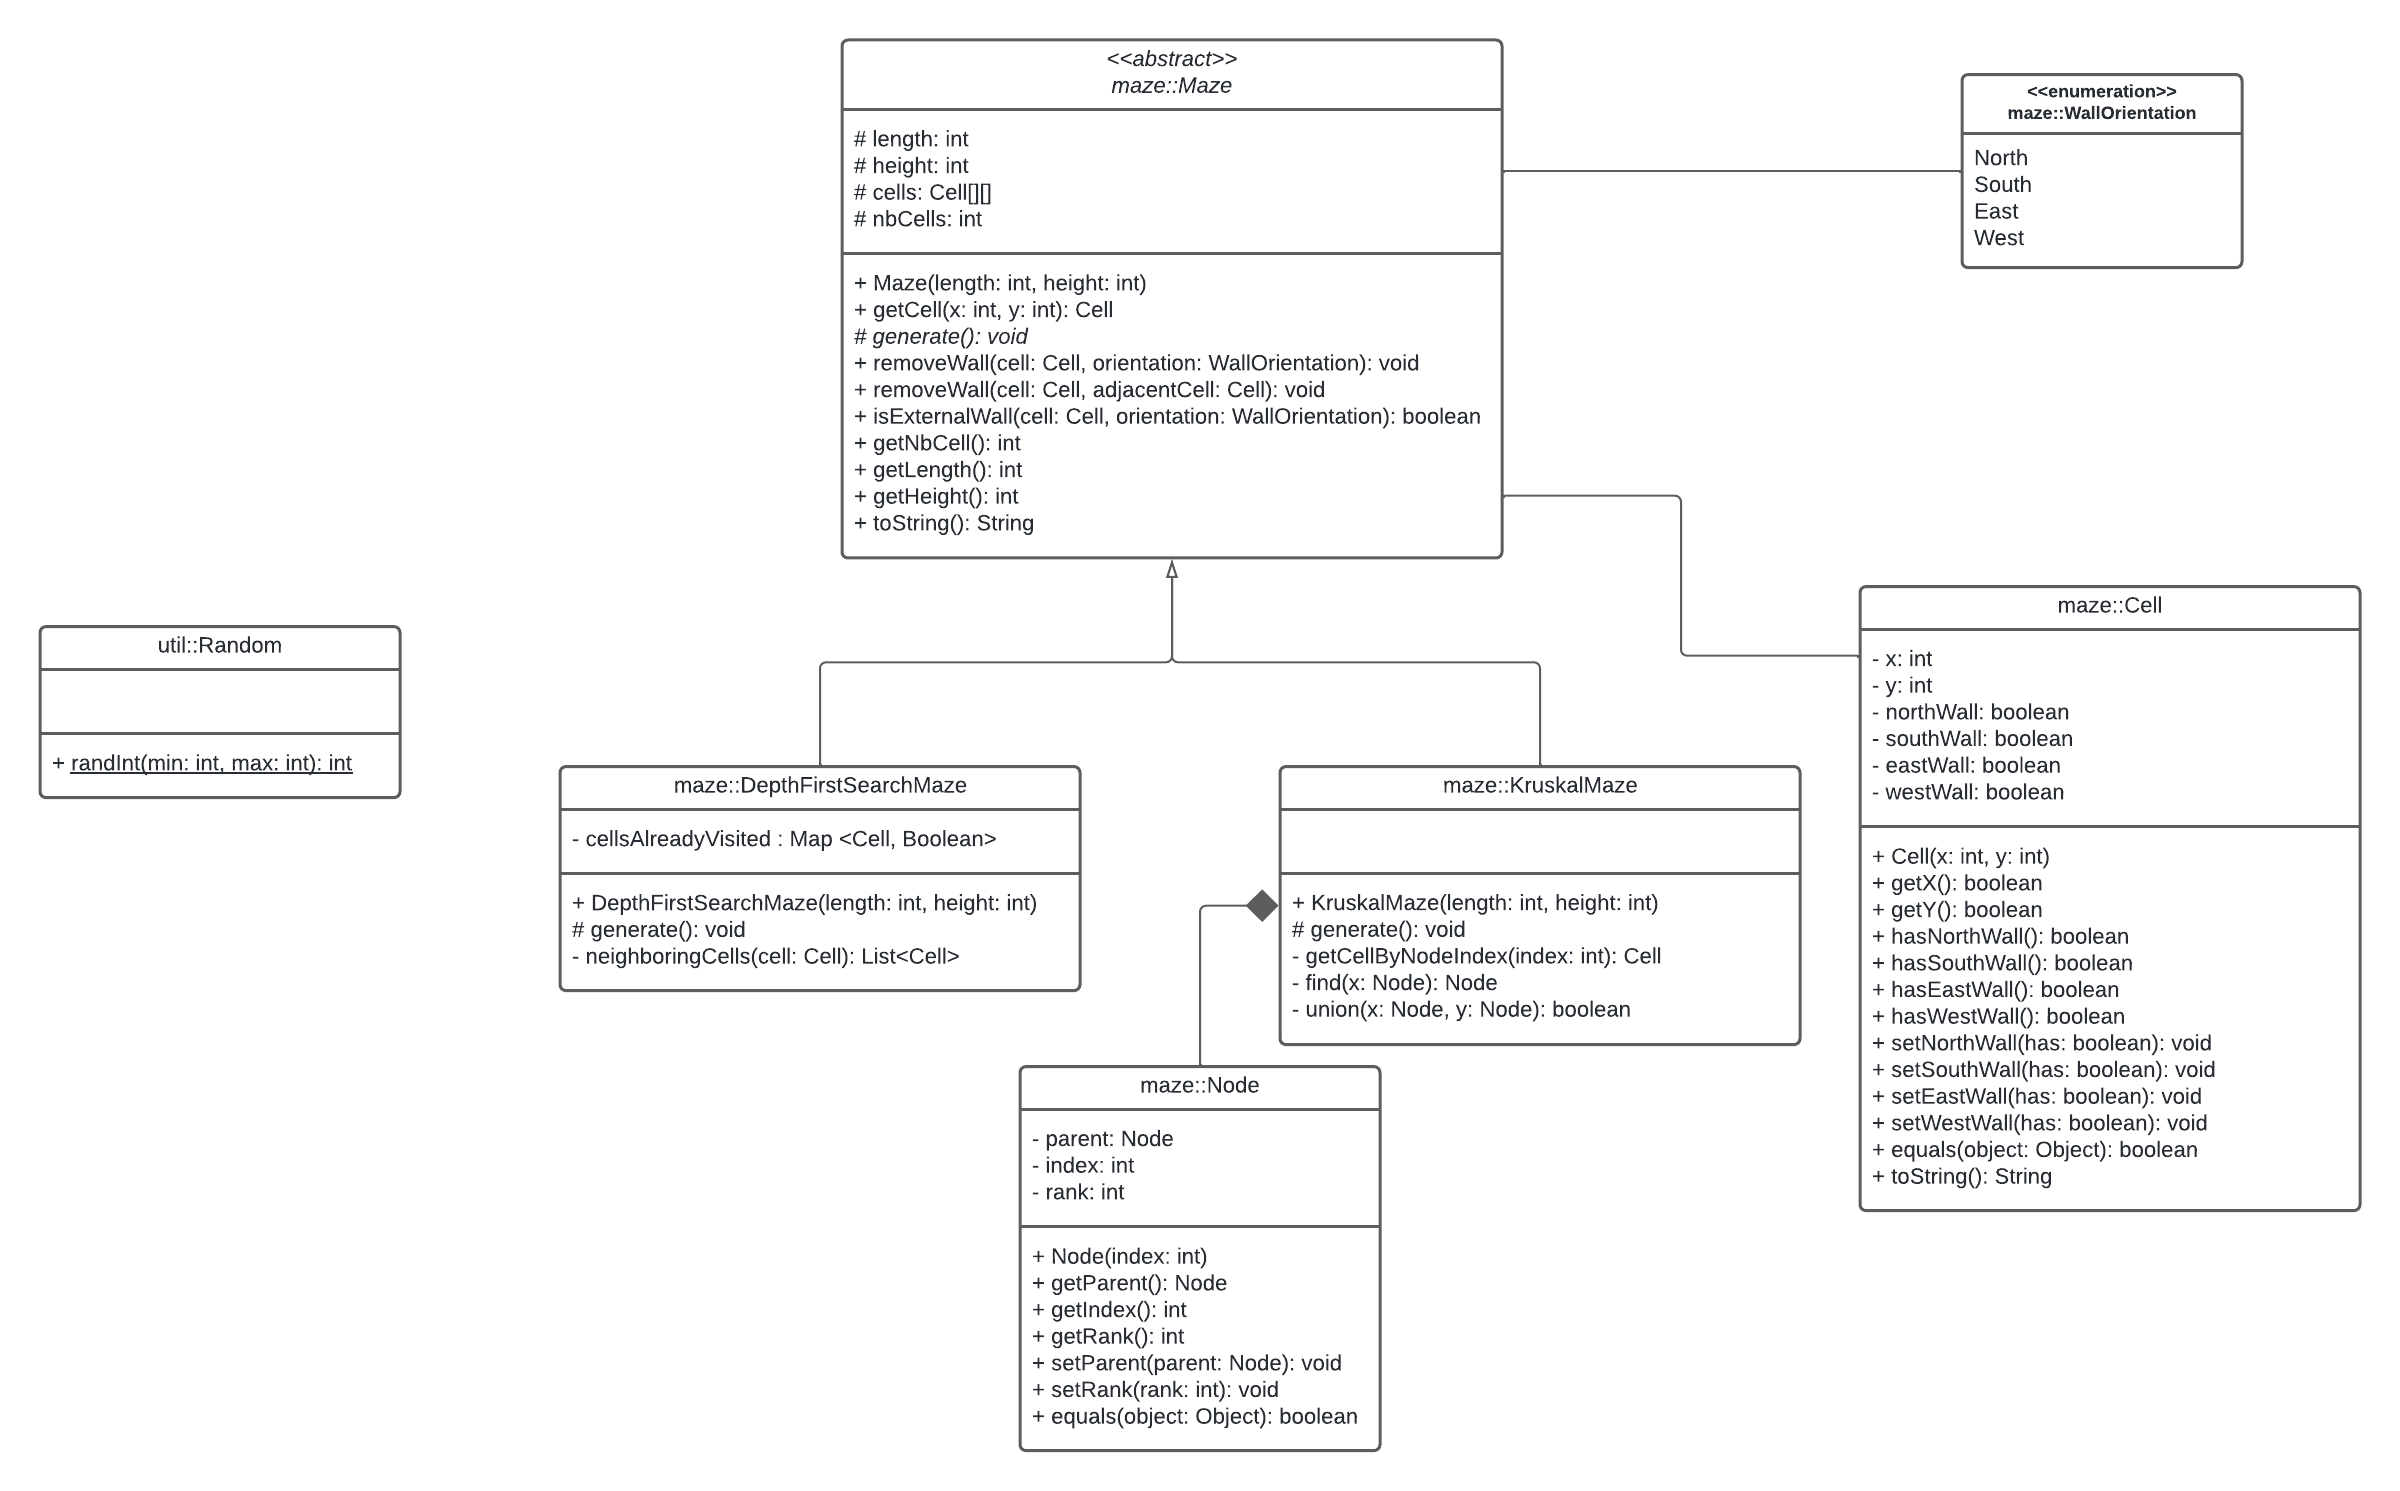 <<abstract>>
maze::Maze
# length: int
# height: int
# cells: Cell[][]
# nbCells: int
+ Maze(length: int, height: int)
+ getCell(x: int, y: int): Cell
# generate(): void
+ removeWall(cell: Cell, orientation: WallOrientation): void
+ removeWall(cell: Cell, adjacentCell: Cell): void
+ isExternalWall(cell: Cell, orientation: WallOrientation): boolean
+ getNbCell(): int
+ getLength(): int
+ getHeight(): int
+ toString(): String
<<enumeration>>
maze::WallOrientation
North
South
East
West
util::Random
+ randInt(min: int, max: int): int
maze::DepthFirstSearchMaze
- cellsAlreadyVisited : Map <Cell, Boolean>
+ DepthFirstSearchMaze(length: int, height: int)
# generate(): void
- neighboringCells(cell: Cell): List<Cell>
maze::KruskalMaze
+ KruskalMaze(length: int, height: int)
# generate(): void
- getCellByNodeIndex(index: int): Cell
- find(x: Node): Node
- union(x: Node, y: Node): boolean
maze::Cell
- x: int
- y: int
- northWall: boolean
- southWall: boolean
- eastWall: boolean
- westWall: boolean
+ Cell(x: int, y: int)
+ getX(): boolean
+ getY(): boolean
+ hasNorthWall(): boolean
+ hasSouthWall(): boolean
+ hasEastWall(): boolean
+ hasWestWall(): boolean
+ setNorthWall(has: boolean): void
+ setSouthWall(has: boolean): void
+ setEastWall(has: boolean): void
+ setWestWall(has: boolean): void
+ equals(object: Object): boolean
+ toString(): String
maze::Node
- parent: Node
- index: int
- rank: int
+ Node(index: int)
+ getParent(): Node
+ getIndex(): int
+ getRank(): int
+ setParent(parent: Node): void
+ setRank(rank: int): void
+ equals(object: Object): boolean